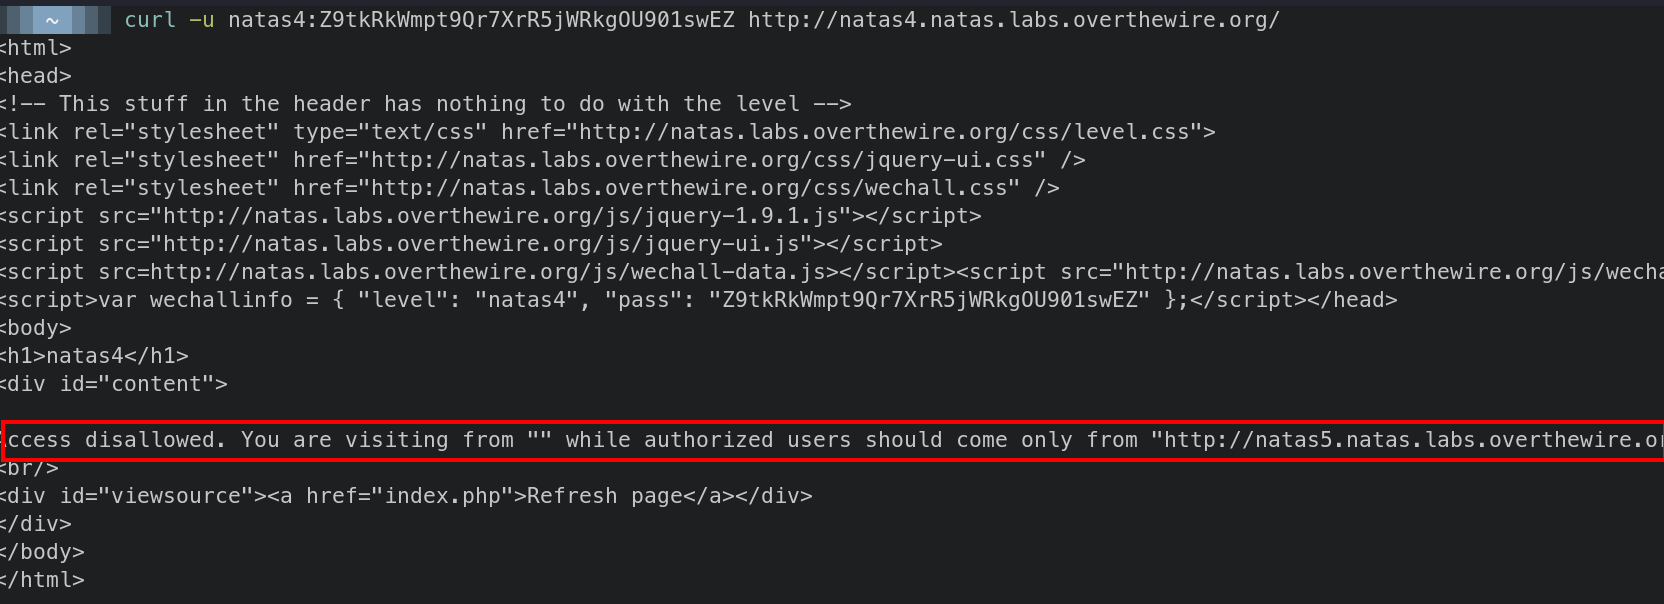 ~ curl -u natas4:Z9tkRkWmpt9Qr7XrR5jWRkgOU901swEZ http://natas4.natas.labs.overthewire.org/
<html>
<head>
<!-- This stuff in the header has nothing to do with the level -->
<link rel="stylesheet" type="text/css" href="http://natas.labs.overthewire.org/css/level.css">
<link rel="stylesheet" href="http://natas.labs.overthewire.org/css/jquery-ui.css" />
<link rel="stylesheet" href="http://natas.labs.overthewire.org/css/wechall.css" />
<script src="http://natas.labs.overthewire.org/js/jquery-1.9.1.js"></script>
<script src="http://natas.labs.overthewire.org/js/jquery-ui.js"></script>
<script src=http://natas.labs.overthewire.org/js/wechall-data.js></script><script src="http://natas.labs.overthewire.org/js/wecha
<script>var wechallinfo = { "level": "natas4", "pass": "Z9tkRkWmpt9Qr7XrR5jWRkgOU901swEZ" };</script></head>
<body>
<h1>natas4</h1>
<div id="content">
ccess disallowed. You are visiting from "" while authorized users should come only from "http://natas5.natas.labs.overthewire.or
<br/>
<div id="viewsource"><a href="index.php">Refresh page</a></div>
</div>
</body>
</html>